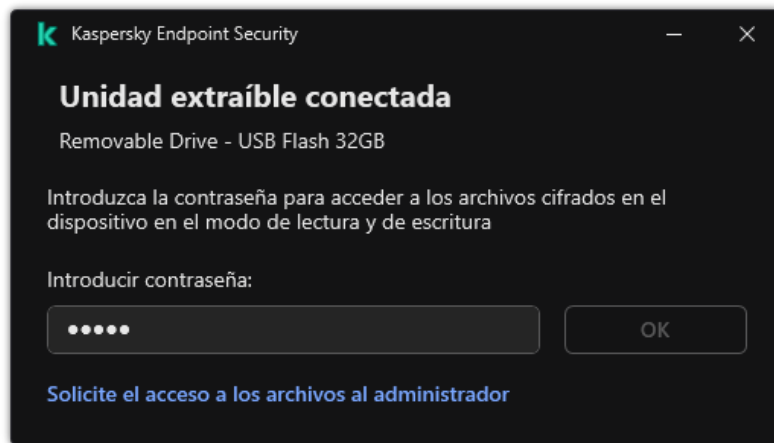 Kaspersky Endpoint Security
Unidad extraíble conectada
Removable Drive - USB Flash 32GB
Introduzca la contraseña para acceder a los archivos cifrados en el
dispositivo en el modo de lectura y de escritura
Introducir contraseña:
•••••
OK
Solicite el acceso a los archivos al administrador